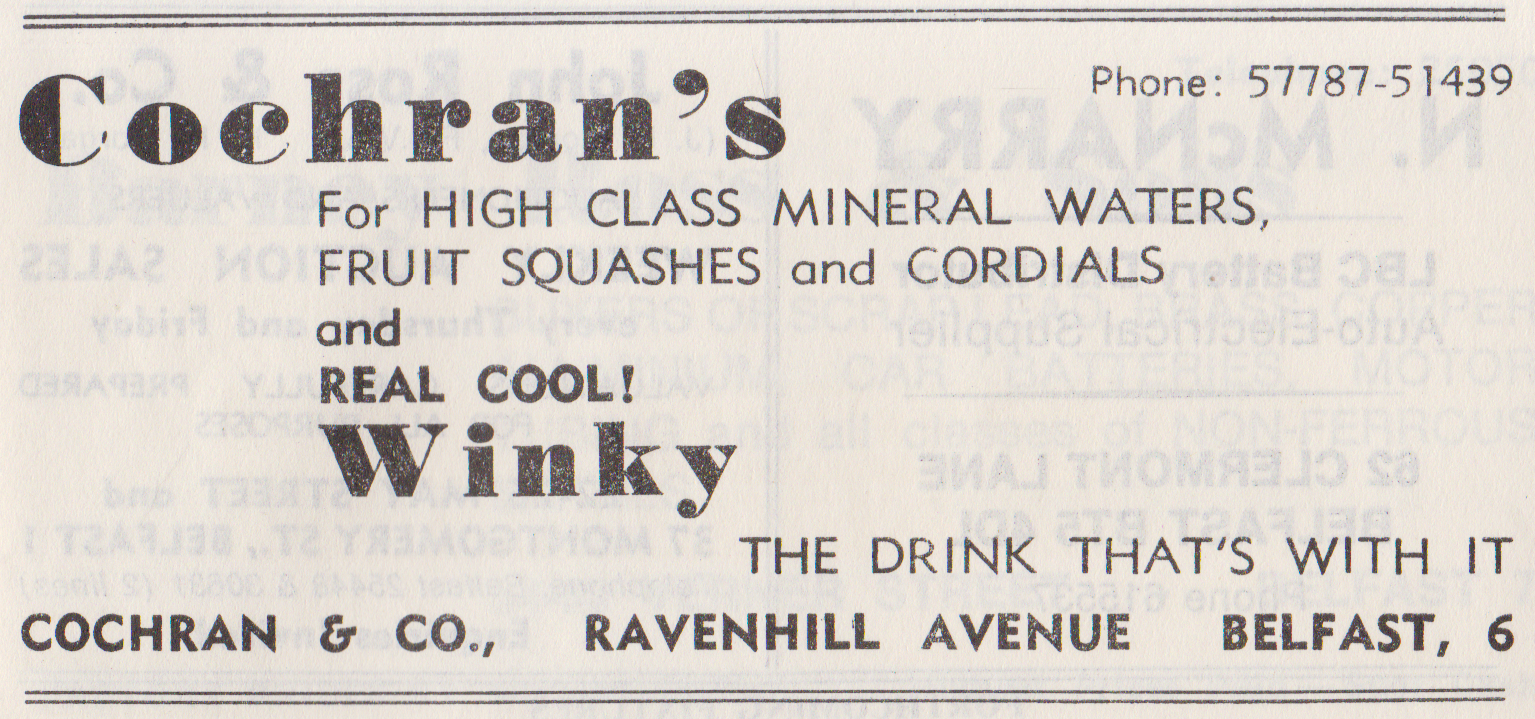 Cochran's
Phone: 57787-51439
For HIGH CLASS MINERAL WATERS,
FRUIT SQUASHES and CORDIALS
and
REAL COOL!
Winky
THE DRINK THAT'S WITH IT
COCHRAN & CO., RAVENHILL AVENUE BELFAST, 6